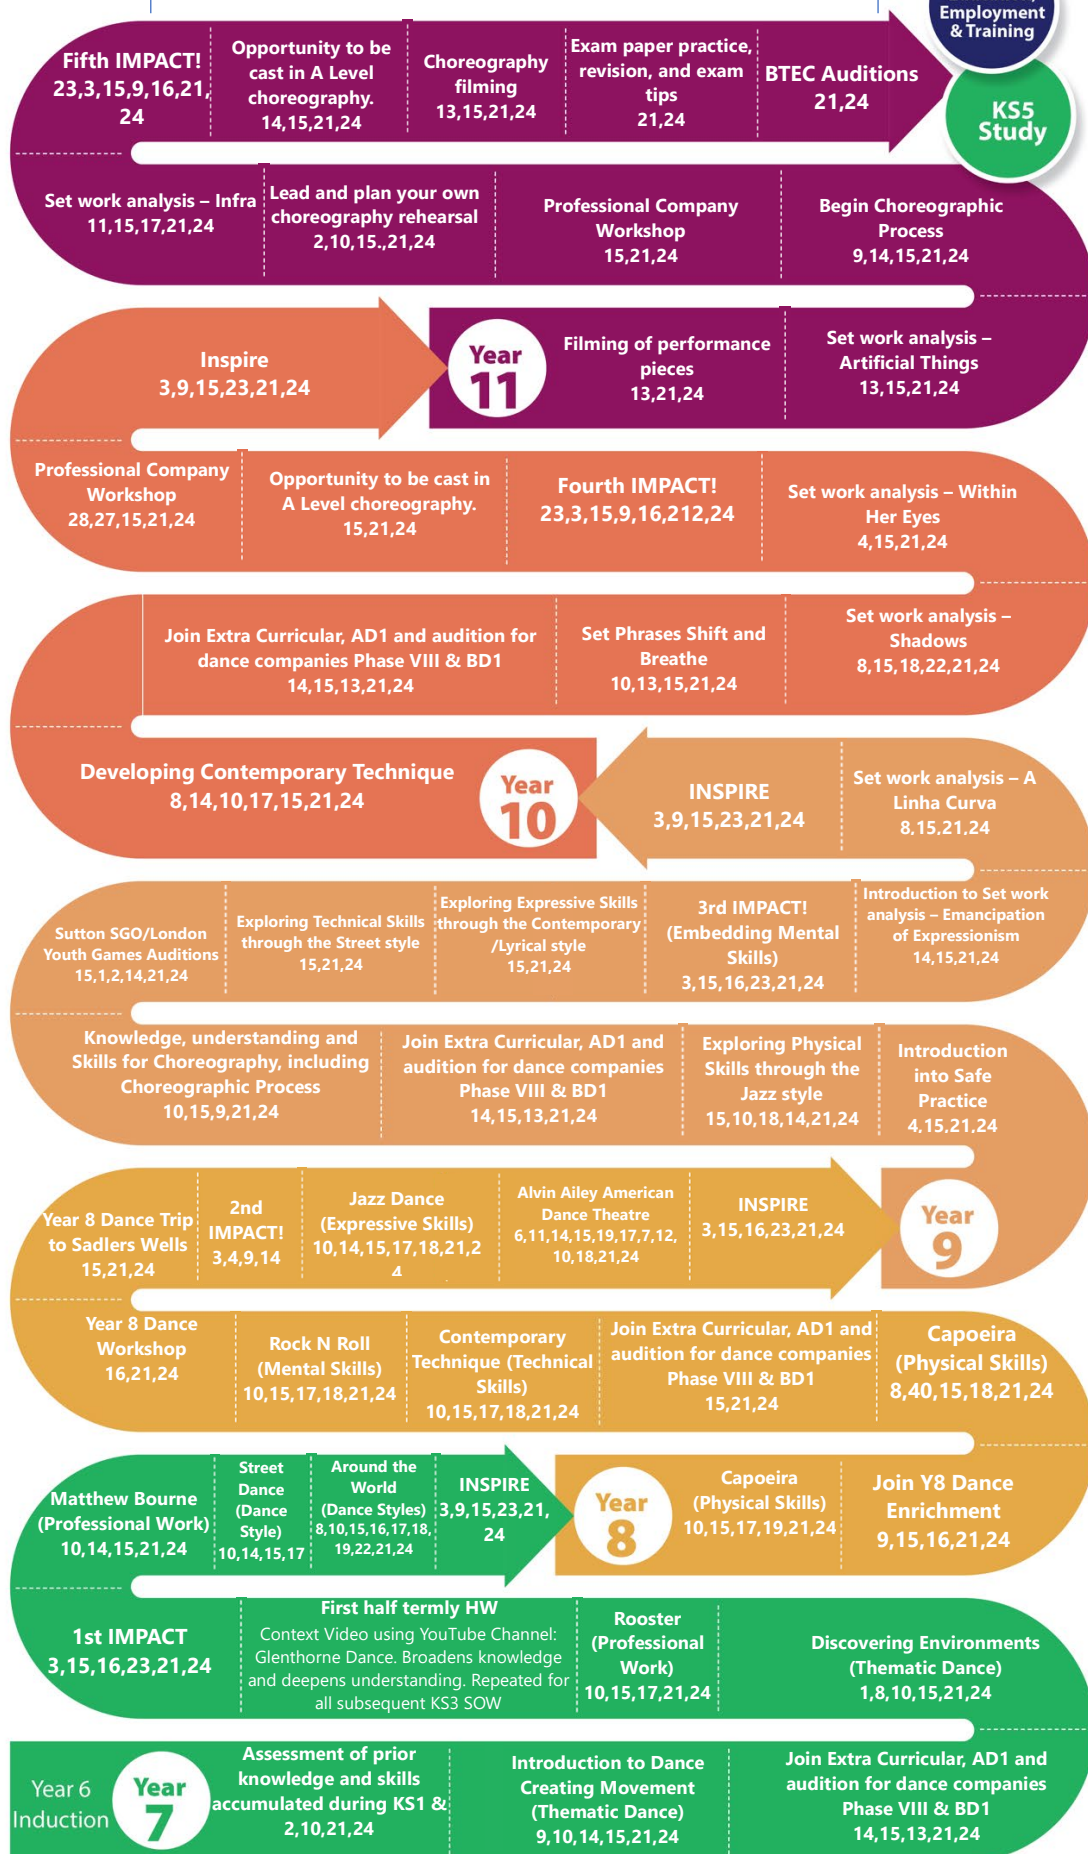 Employment
& Training
KS5
Study
Fifth IMPACT!
23,3,15,9,16,21,
24
Opportunity to be
cast in A Level
choreography.
14,15,21,24
Choreography
filming
13,15,21,24
Exam paper practice,
revision, and exam
tips
21,24
BTEC Auditions
21,24
Set work analysis – Infra
11,15,17,21,24
Lead and plan your own
choreography rehearsal
2,10,15.,21,24
Professional Company
Workshop
15,21,24
Begin Choreographic
Process
9,14,15,21,24
Inspire
3,9,15,23,21,24
Year
11
Filming of performance
pieces
13,21,24
Set work analysis –
Artificial Things
13,15,21,24
Professional Company
Workshop
28,27,15,21,24
Opportunity to be cast in
A Level choreography.
15,21,24
Fourth IMPACT!
23,3,15,9,16,212,24
Set work analysis – Within
Her Eyes
4,15,21,24
Join Extra Curricular, AD1 and audition for
dance companies Phase VIII & BD1
14,15,13,21,24
Set Phrases Shift and
Breathe
10,13,15,21,24
Set work analysis –
Shadows
8,15,18,22,21,24
Developing Contemporary Technique
8,14,10,17,15,21,24
Year
10
INSPIRE
3,9,15,23,21,24
Set work analysis – A
Linha Curva
8,15,21,24
Sutton SGO/London
Youth Games Auditions
15,1,2,14,21,24
Exploring Technical Skills
through the Street style
15,21,24
Exploring Expressive Skills
through the Contemporary
/Lyrical style
15,21,24
3rd IMPACT!
(Embedding Mental
Skills)
3,15,16,23,21,24
Introduction to Set work
analysis – Emancipation
of Expressionism
14,15,21,24
Knowledge, understanding and
Skills for Choreography, including
Choreographic Process
10,15,9,21,24
Join Extra Curricular, AD1 and
audition for dance companies
Phase VIII & BD1
14,15,13,21,24
Exploring Physical
Skills through the
Jazz style
15,10,18,14,21,24
Introduction
into Safe
Practice
4,15,21,24
Year 8 Dance Trip
to Sadlers Wells
15,21,24
2nd
IMPACT!
3,4,9,14
Jazz Dance
(Expressive Skills)
10,14,15,17,18,21,2
4
Alvin Ailey American
Dance Theatre
6,11,14,15,19,17,7,12,
10,18,21,24
INSPIRE
3,15,16,23,21,24
Year
9
Year 8 Dance
Workshop
16,21,24
Rock N Roll
(Mental Skills)
10,15,17,18,21,24
Contemporary
Technique (Technical
Skills)
10,15,17,18,21,24
Join Extra Curricular, AD1 and
audition for dance companies
Phase VIII & BD1
15,21,24
Capoeira
(Physical Skills)
8,40,15,18,21,24
Matthew Bourne
(Professional Work)
10,14,15,21,24
Street
Dance
(Dance
Style)
10,14,15,17
Around the
World
(Dance Styles)
8,10,15,16,17,18,
19,22,21,24
INSPIRE
3,9,15,23,21,
24
Year
8
Capoeira
(Physical Skills)
10,15,17,19,21,24
Join Y8 Dance
Enrichment
9,15,16,21,24
1st IMPACT
3,15,16,23,21,24
First half termly HW
Context Video using YouTube Channel:
Glenthorne Dance. Broadens knowledge
and deepens understanding. Repeated for
all subsequent KS3 SOW
Rooster
(Professional
Work)
10,15,17,21,24
Discovering Environments
(Thematic Dance)
1,8,10,15,21,24
Year 6
Induction
Year
7
Assessment of prior
knowledge and skills
accumulated during KS1 &
2,10,21,24
Introduction to Dance
Creating Movement
(Thematic Dance)
9,10,14,15,21,24
Join Extra Curricular, AD1 and
audition for dance companies
Phase VIII & BD1
14,15,13,21,24